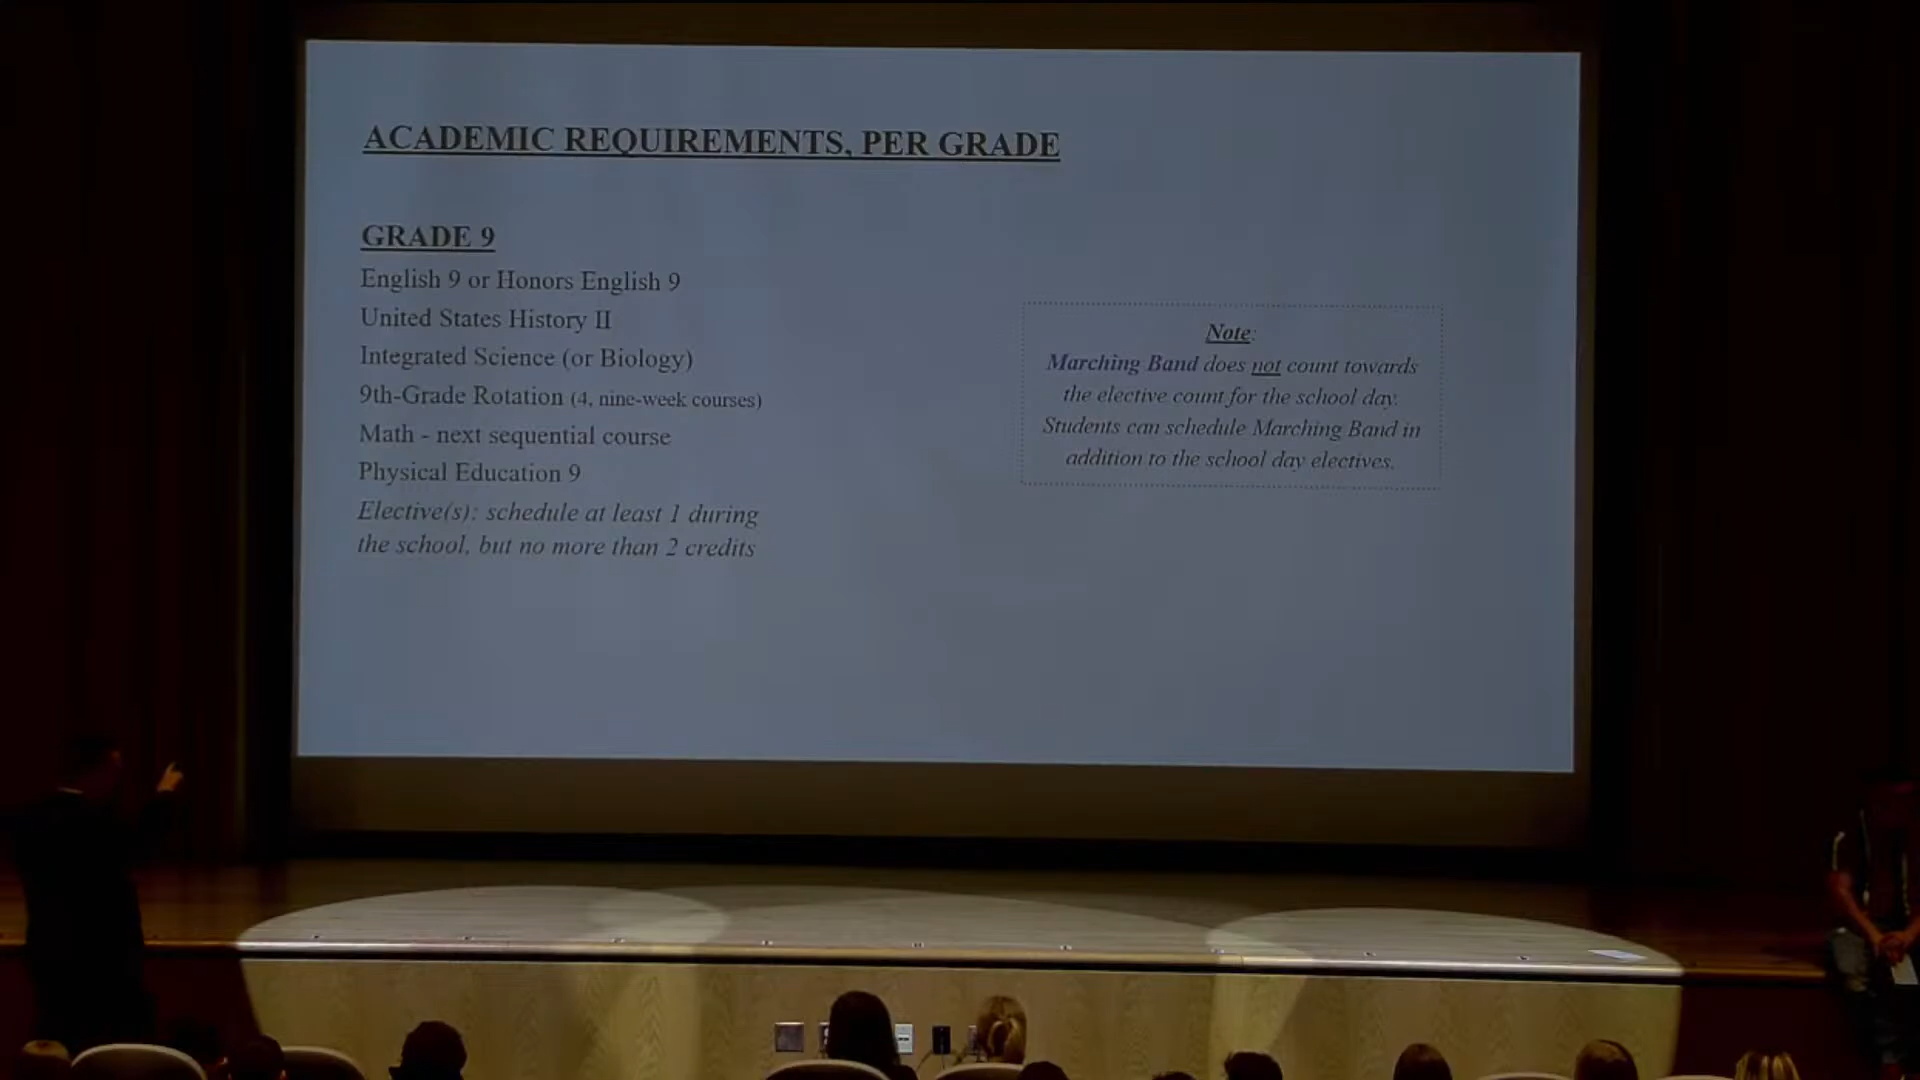 ACADEMIC REQUIREMENTS, PER GRADE
GRADE 9
English 9 or Honors English 9
United States History II
Integrated Science (or Biology)
9th-Grade Rotation (4, nine-week courses)
Math - next sequential course
Physical Education 9
Elective(s): schedule at least 1 during
the school, but no more than 2 credits
Note:
Marching Band does not count towards
the elective count for the school day.
Students can schedule Marching Band in
addition to the school day electives.